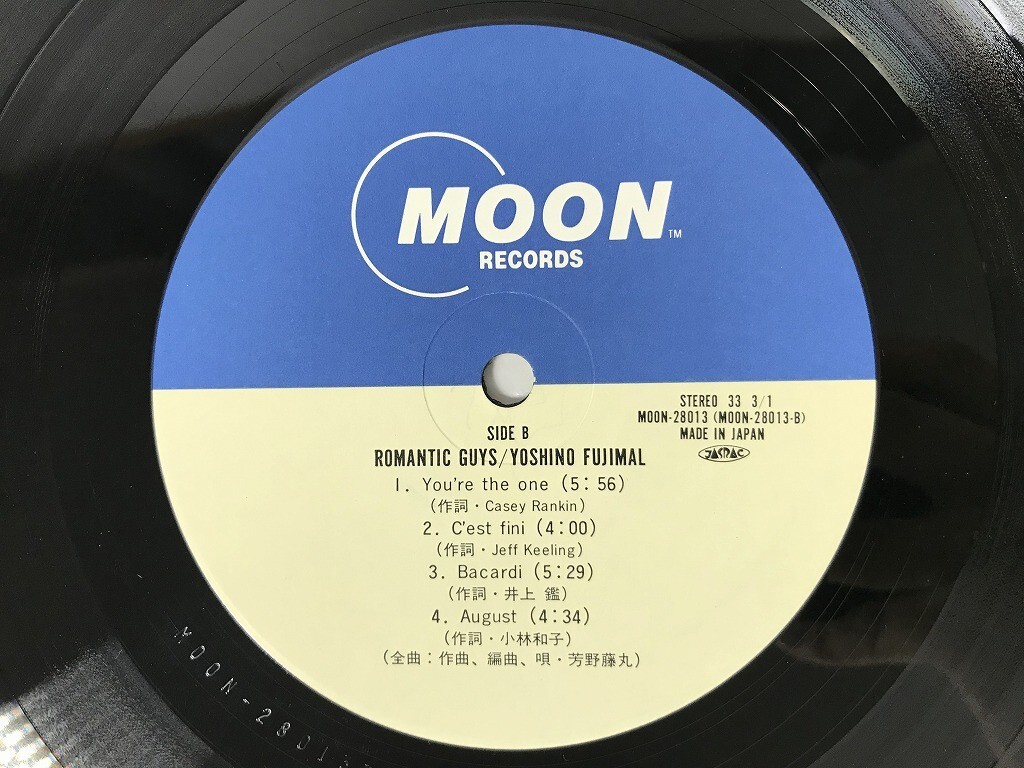 MOON TM
RECORDS
STEREO 33 3/1
MOON-28013 (MOON-28013-B)
MADE IN JAPAN
JASRAC
SIDE B
ROMANTIC GUYS/YOSHINO FUJIMAL
1. You're the one (5:56)
(作詞・Casey Rankin)
2. C'est fini (4:00)
(作詞・Jeff Keeling)
3. Bacardi (5:29)
(作詞・井上 鑑)
4. August (4:34)
(作詞・小林和子)
(全曲：作曲、編曲、唄・芳野藤丸)
MOON-28013